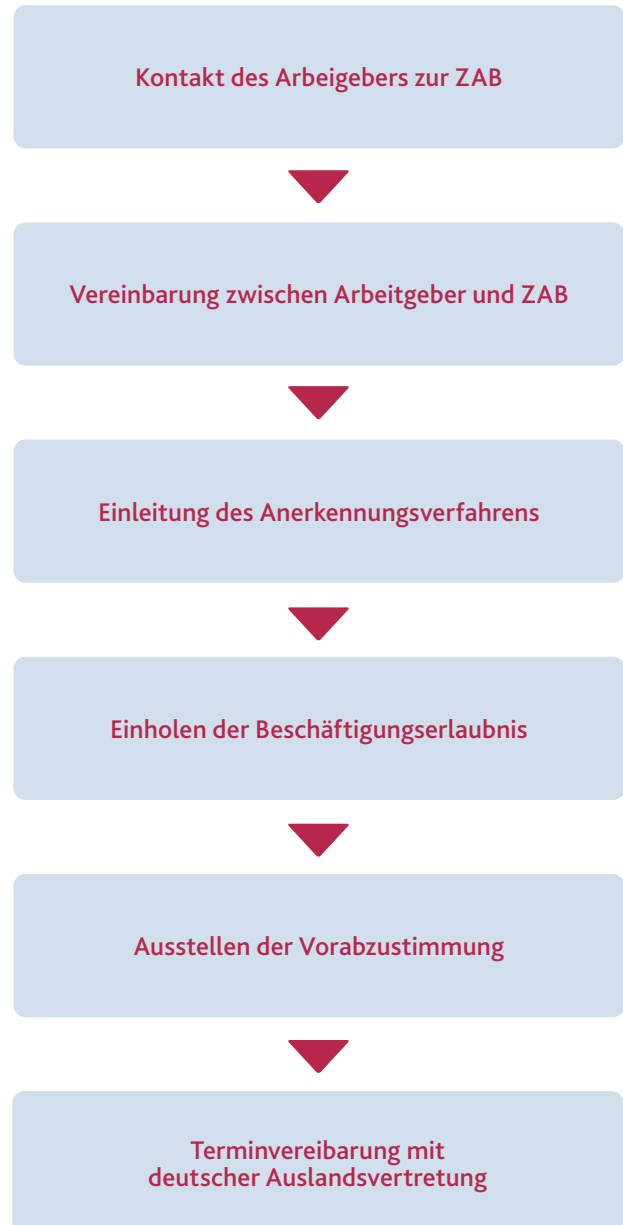 Kontakt des Arbeigebers zur ZAB
Vereinbarung zwischen Arbeitgeber und ZAB
Einleitung des Anerkennungsverfahrens
Einholen der Beschäftigungserlaubnis
Ausstellen der Vorabzustimmung
Terminvereibarung mit
deutscher Auslandsvertretung